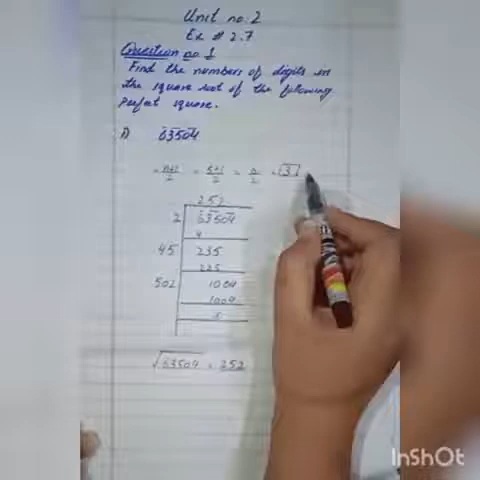 Unit no. 2
Ex # 2.7
Question no. 1
Find the numbers of digits in
the square root of the following
perfect square.
1) 63504
= n+1/2 = 5+1/2 = 6/2 = 3
252
2 63504
4
45 235
225
502 1004
1004
√63504 = 252
InShOt